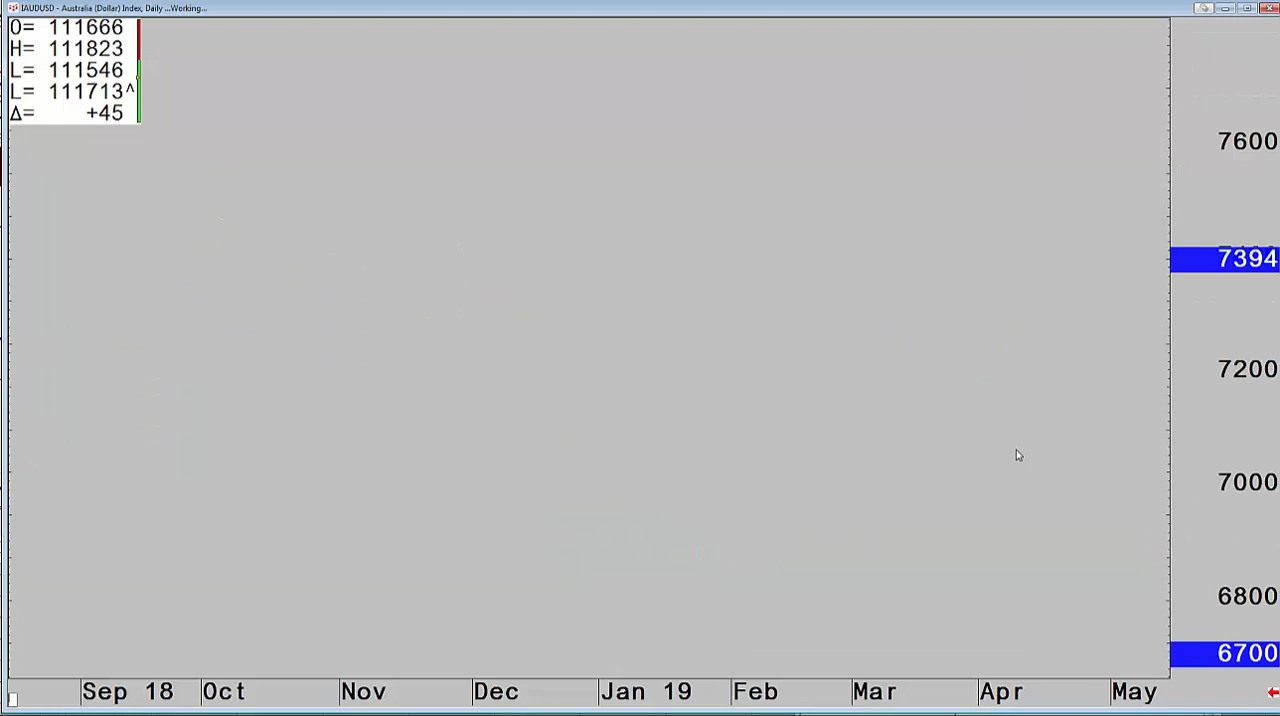 IAUDUSD - Australia (Dollar) Index, Daily ...Working...
O= 111666
H= 111823
L= 111546
L= 111713^
Δ= +45
7600
7394
7200
7000
6800
6700
Sep 18 Oct Nov Dec Jan 19 Feb Mar Apr May